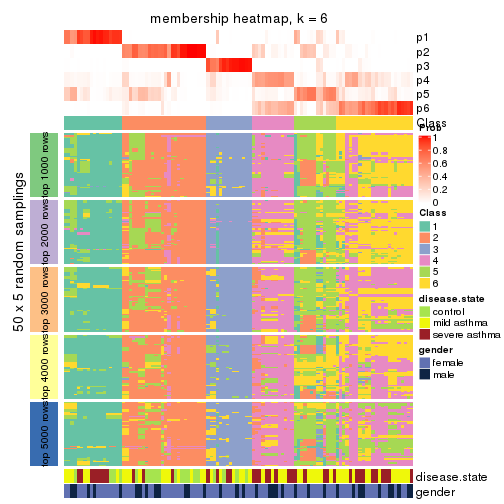 membership heatmap, k = 6
p1
p2
p3
p4
p5
p6
Class
Prob
1
0.8
0.6
0.4
0.2
0
Class
1
2
3
4
5
6
disease.state
control
mild asthma
severe asthma
gender
female
male
50 x 5 random samplings
top 1000 rows
top 2000 rows
top 3000 rows
top 4000 rows
top 5000 rows
disease.state
gender